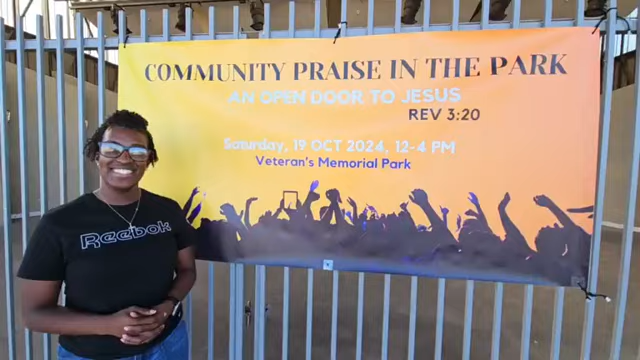 COMMUNITY PRAISE IN THE PARK
AN OPEN DOOR TO JESUS
REV 3:20
Saturday, 19 OCT 2024, 12-4 PM
Veteran's Memorial Park
Reebok